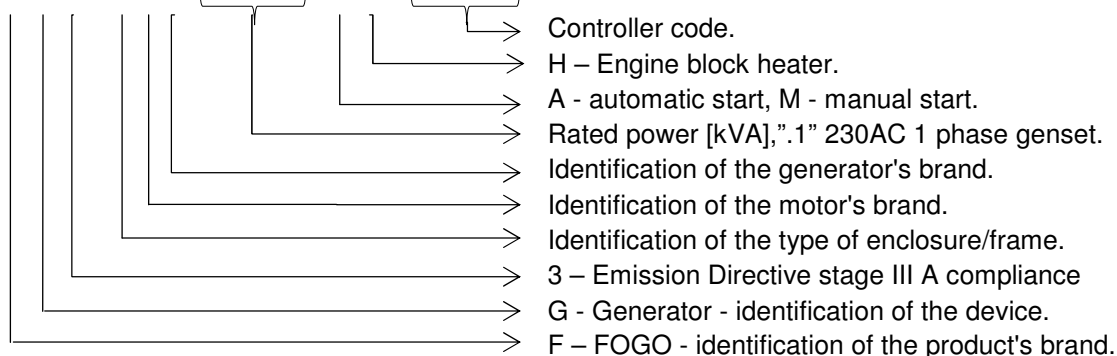 Controller code.
H – Engine block heater.
A - automatic start, M - manual start.
Rated power [kVA],”.1” 230AC 1 phase genset.
Identification of the generator's brand.
Identification of the motor's brand.
Identification of the type of enclosure/frame.
3 – Emission Directive stage III A compliance
G - Generator - identification of the device.
F – FOGO - identification of the product's brand.